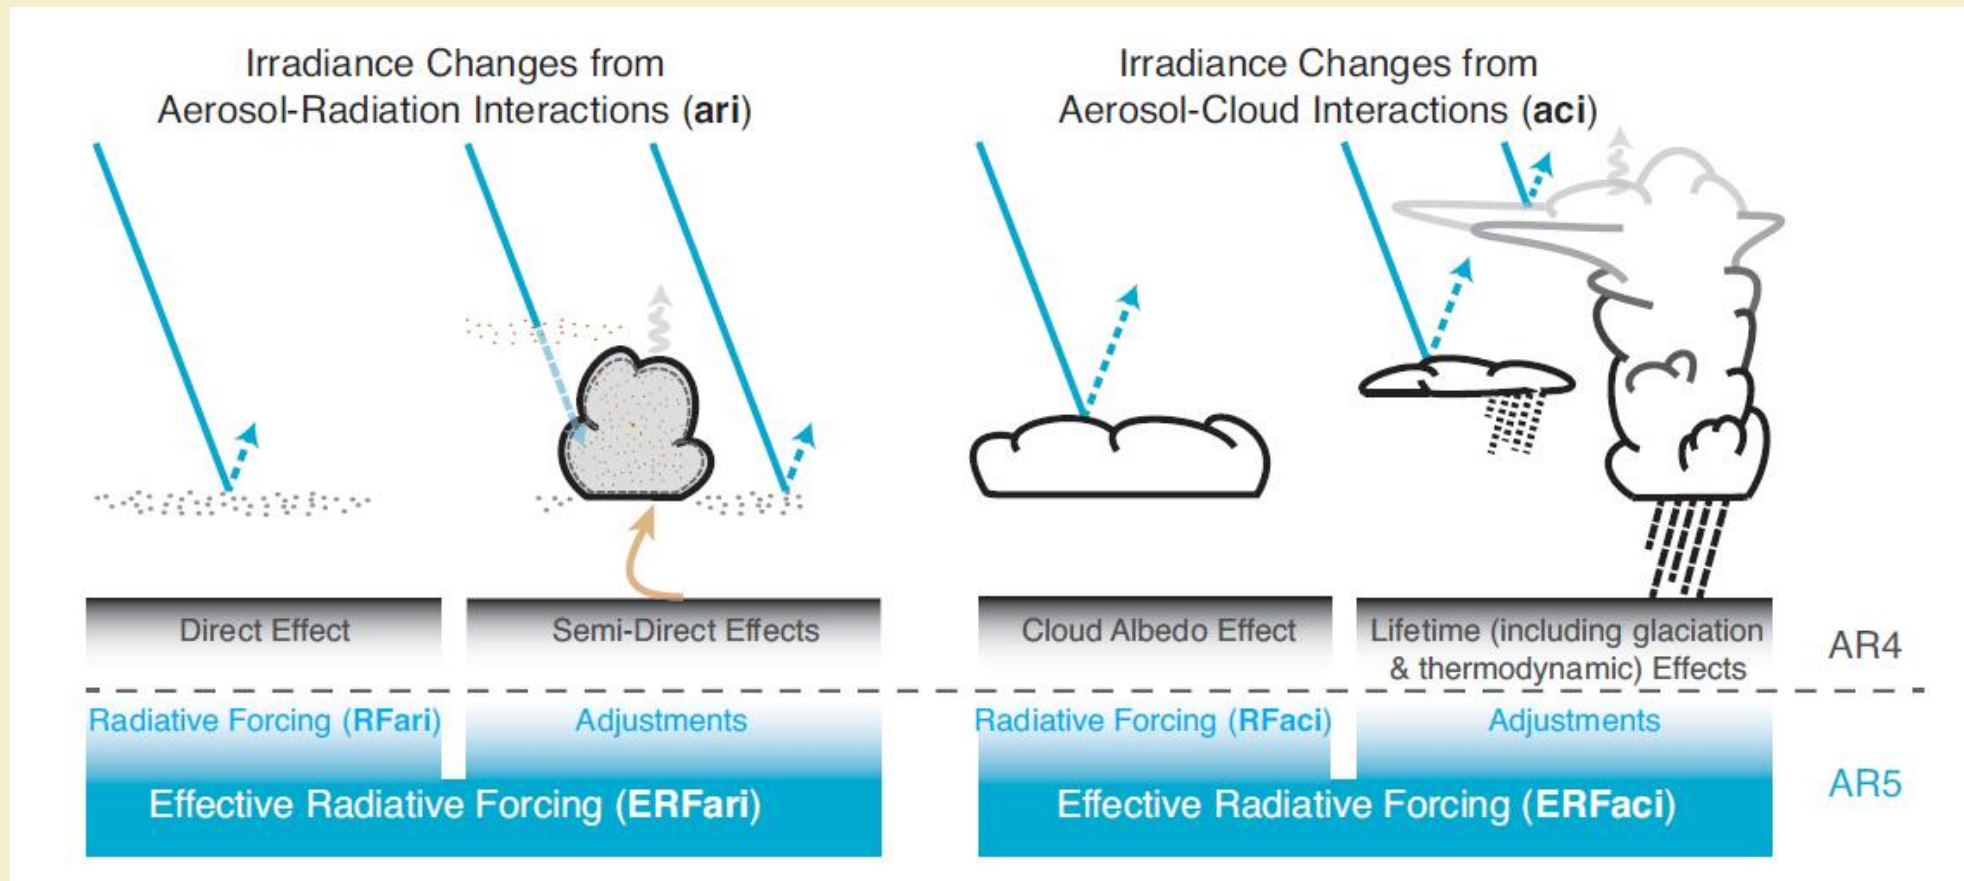 Irradiance Changes from
Aerosol-Radiation Interactions (ari)
Irradiance Changes from
Aerosol-Cloud Interactions (aci)
Direct Effect
Semi-Direct Effects
Cloud Albedo Effect
Lifetime (including glaciation
& thermodynamic) Effects
AR4
Radiative Forcing (RFari)
Adjustments
Radiative Forcing (RFaci)
Adjustments
AR5
Effective Radiative Forcing (ERFari)
Effective Radiative Forcing (ERFaci)